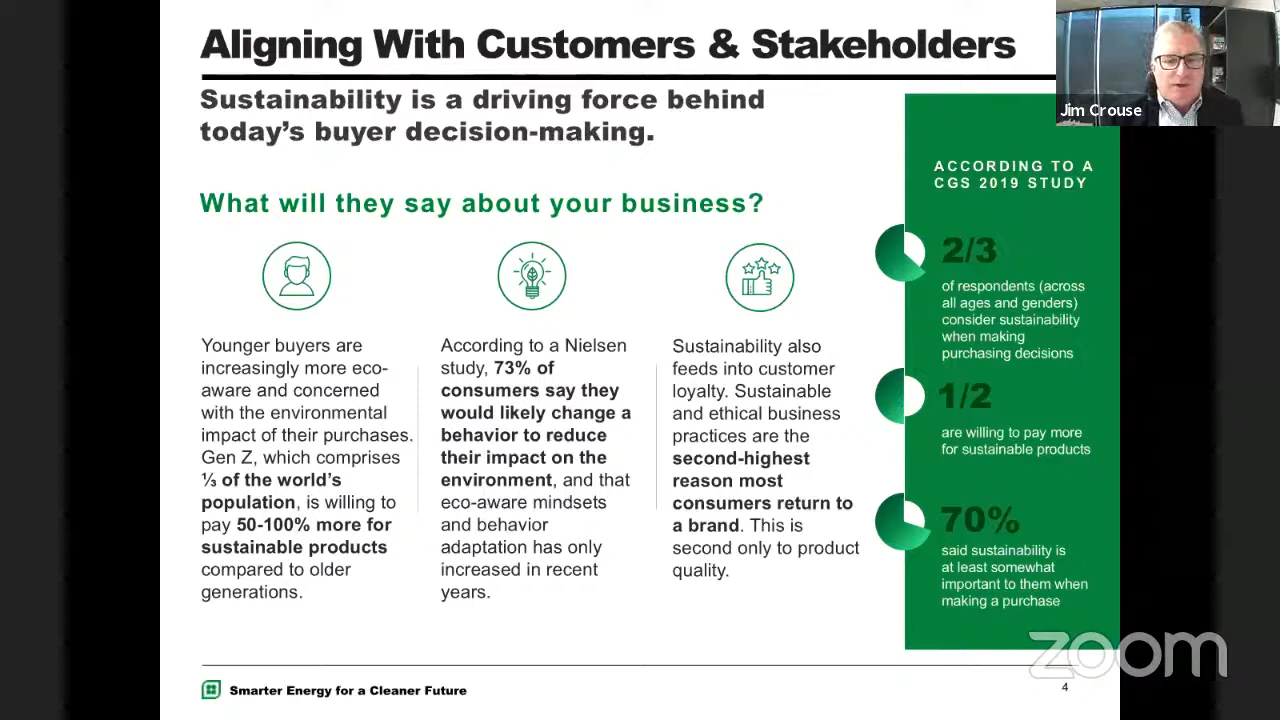 Aligning With Customers & Stakeholders
Sustainability is a driving force behind
today's buyer decision-making.
What will they say about your business?
Younger buyers are
increasingly more eco-
aware and concerned
with the environmental
impact of their purchases.
Gen Z, which comprises
⅓ of the world's
population, is willing to
pay 50-100% more for
sustainable products
compared to older
generations.
According to a Nielsen
study, 73% of
consumers say they
would likely change a
behavior to reduce
their impact on the
environment, and that
eco-aware mindsets
and behavior
adaptation has only
increased in recent
years.
Sustainability also
feeds into customer
loyalty. Sustainable
and ethical business
practices are the
second-highest
reason most
consumers return to
a brand. This is
second only to product
quality.
Jim Crouse
ACCORDING TO A
CGS 2019 STUDY
2/3
of respondents (across
all ages and genders)
consider sustainability
when making
purchasing decisions
1/2
are willing to pay more
for sustainable products
70%
said sustainability is
at least somewhat
important to them when
making a purchase
zoom
Smarter Energy for a Cleaner Future
4